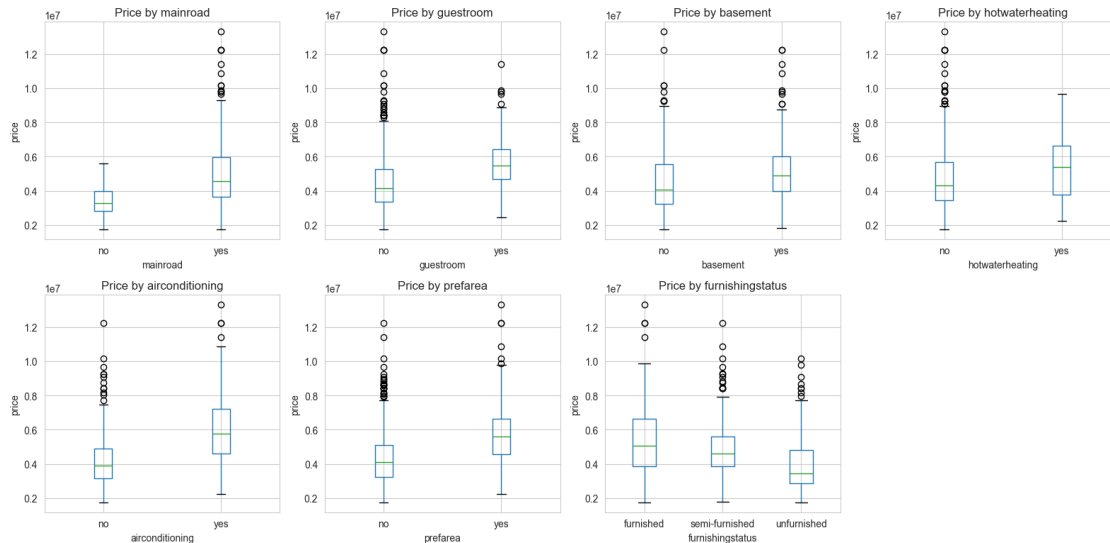 1e7 Price by mainroad
1.2
1.0
0.8
0.6
0.4
0.2
price
no yes
mainroad
1e7 Price by guestroom
1.2
1.0
0.8
0.6
0.4
0.2
price
no yes
guestroom
1e7 Price by basement
1.2
1.0
0.8
0.6
0.4
0.2
price
no yes
basement
1e7 Price by hotwaterheating
1.2
1.0
0.8
0.6
0.4
0.2
price
no yes
hotwaterheating
1e7 Price by airconditioning
1.2
1.0
0.8
0.6
0.4
0.2
price
no yes
airconditioning
1e7 Price by prefarea
1.2
1.0
0.8
0.6
0.4
0.2
price
no yes
prefarea
1e7 Price by furnishingstatus
1.2
1.0
0.8
0.6
0.4
0.2
price
furnished semi-furnished unfurnished
furnishingstatus